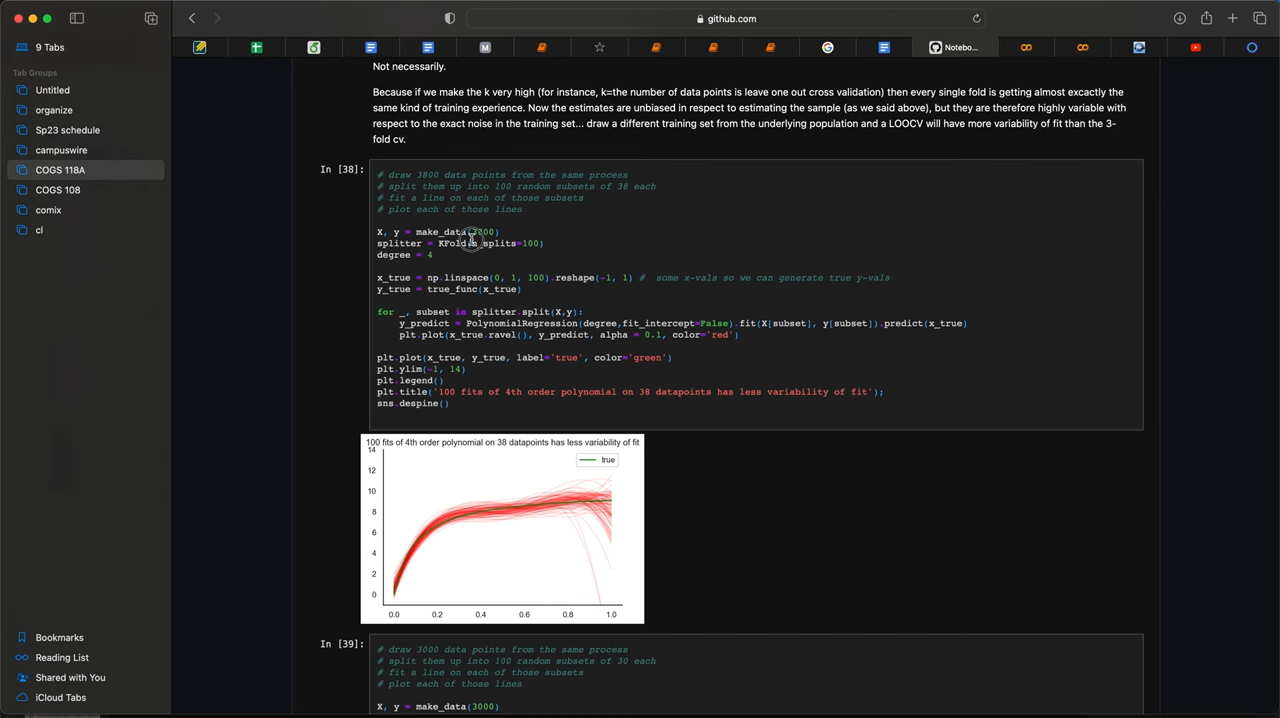 github.com
9 Tabs
Notebo...
Tab Groups
Untitled
organize
Sp23 schedule
campuswire
COGS 118A
COGS 108
comix
cl
Bookmarks
Reading List
Shared with You
iCloud Tabs
Not necessarily.
Because if we make the k very high (for instance, k=the number of data points is leave one out cross validation) then every single fold is getting almost excactly the
same kind of training experience. Now the estimates are unbiased in respect to estimating the sample (as we said above), but they are therefore highly variable with
respect to the exact noise in the training set... draw a different training set from the underlying population and a LOOCV will have more variability of fit than the 3-
fold cv.
In [38]:
# draw 3800 data points from the same process
# split them up into 100 random subsets of 38 each
# fit a line on each of those subsets
# plot each of those lines
X, y = make_data(3800)
splitter = KFold(n_splits=100)
degree = 4
x_true = np.linspace(0, 1, 100).reshape(-1, 1) # some x-vals so we can generate true y-vals
y_true = true_func(x_true)
for _, subset in splitter.split(X,y):
y_predict = PolynomialRegression(degree,fit_intercept=False).fit(X[subset], y[subset]).predict(x_true)
plt.plot(x_true.ravel(), y_predict, alpha = 0.1, color='red')
plt.plot(x_true, y_true, label='true', color='green')
plt.ylim(-1, 14)
plt.legend()
plt.title('100 fits of 4th order polynomial on 38 datapoints has less variability of fit');
sns.despine()
100 fits of 4th order polynomial on 38 datapoints has less variability of fit
14
true
12
10
8
6
4
2
0
0.0 0.2 0.4 0.6 0.8 1.0
In [39]:
# draw 3000 data points from the same process
# split them up into 100 random subsets of 30 each
# fit a line on each of those subsets
# plot each of those lines
X, y = make_data(3000)